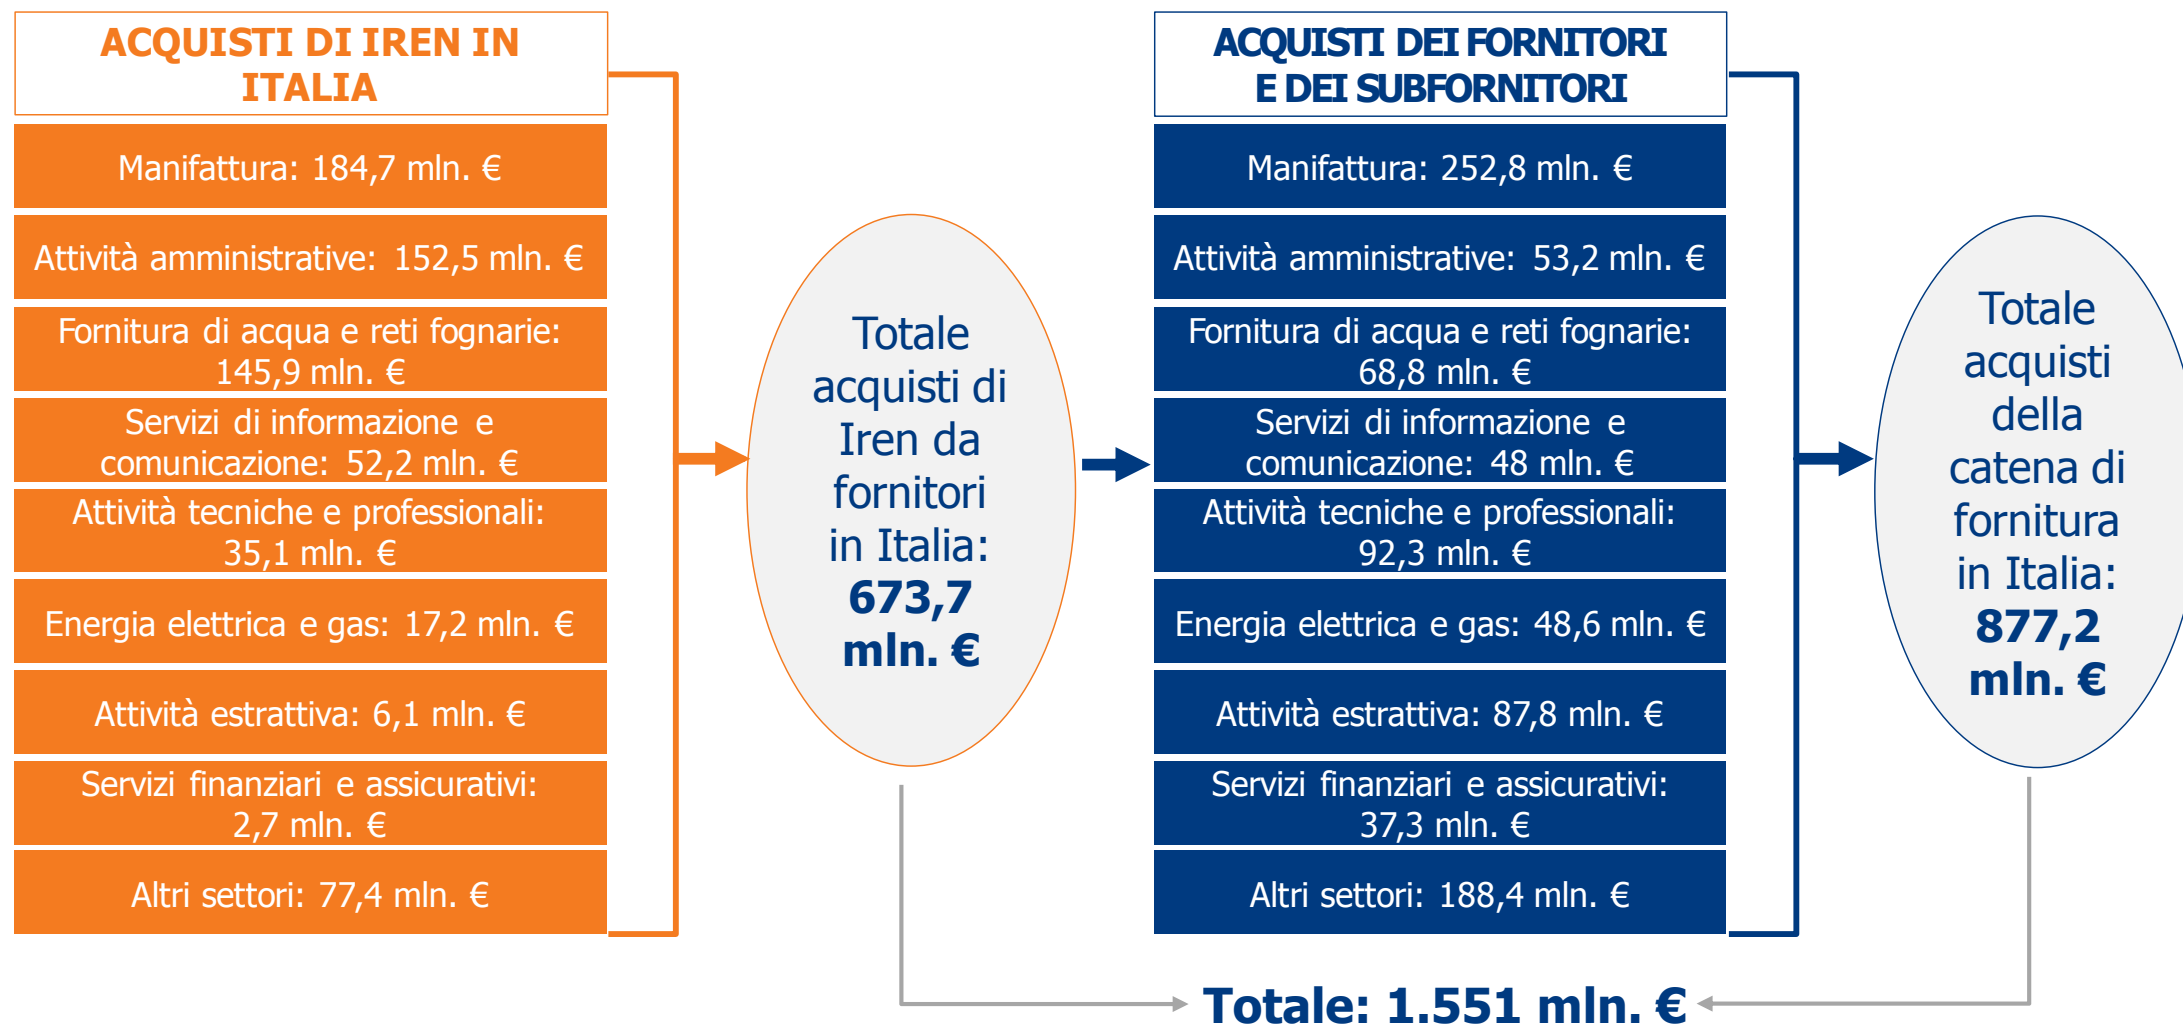 ACQUISTI DI IREN IN
ITALIA
Manifattura: 184,7 mln. €
Attività amministrative: 152,5 mln. €
Fornitura di acqua e reti fognarie:
145,9 mln. €
Servizi di informazione e
comunicazione: 52,2 mln. €
Attività tecniche e professionali:
35,1 mln. €
Energia elettrica e gas: 17,2 mln. €
Attività estrattiva: 6,1 mln. €
Servizi finanziari e assicurativi:
2,7 mln. €
Altri settori: 77,4 mln. €
Totale
acquisti di
Iren da
fornitori
in Italia:
673,7
mln. €
ACQUISTI DEI FORNITORI
E DEI SUBFORNITORI
Manifattura: 252,8 mln. €
Attività amministrative: 53,2 mln. €
Fornitura di acqua e reti fognarie:
68,8 mln. €
Servizi di informazione e
comunicazione: 48 mln. €
Attività tecniche e professionali:
92,3 mln. €
Energia elettrica e gas: 48,6 mln. €
Attività estrattiva: 87,8 mln. €
Servizi finanziari e assicurativi:
37,3 mln. €
Altri settori: 188,4 mln. €
Totale
acquisti
della
catena di
fornitura
in Italia:
877,2
mln. €
Totale: 1.551 mln. €